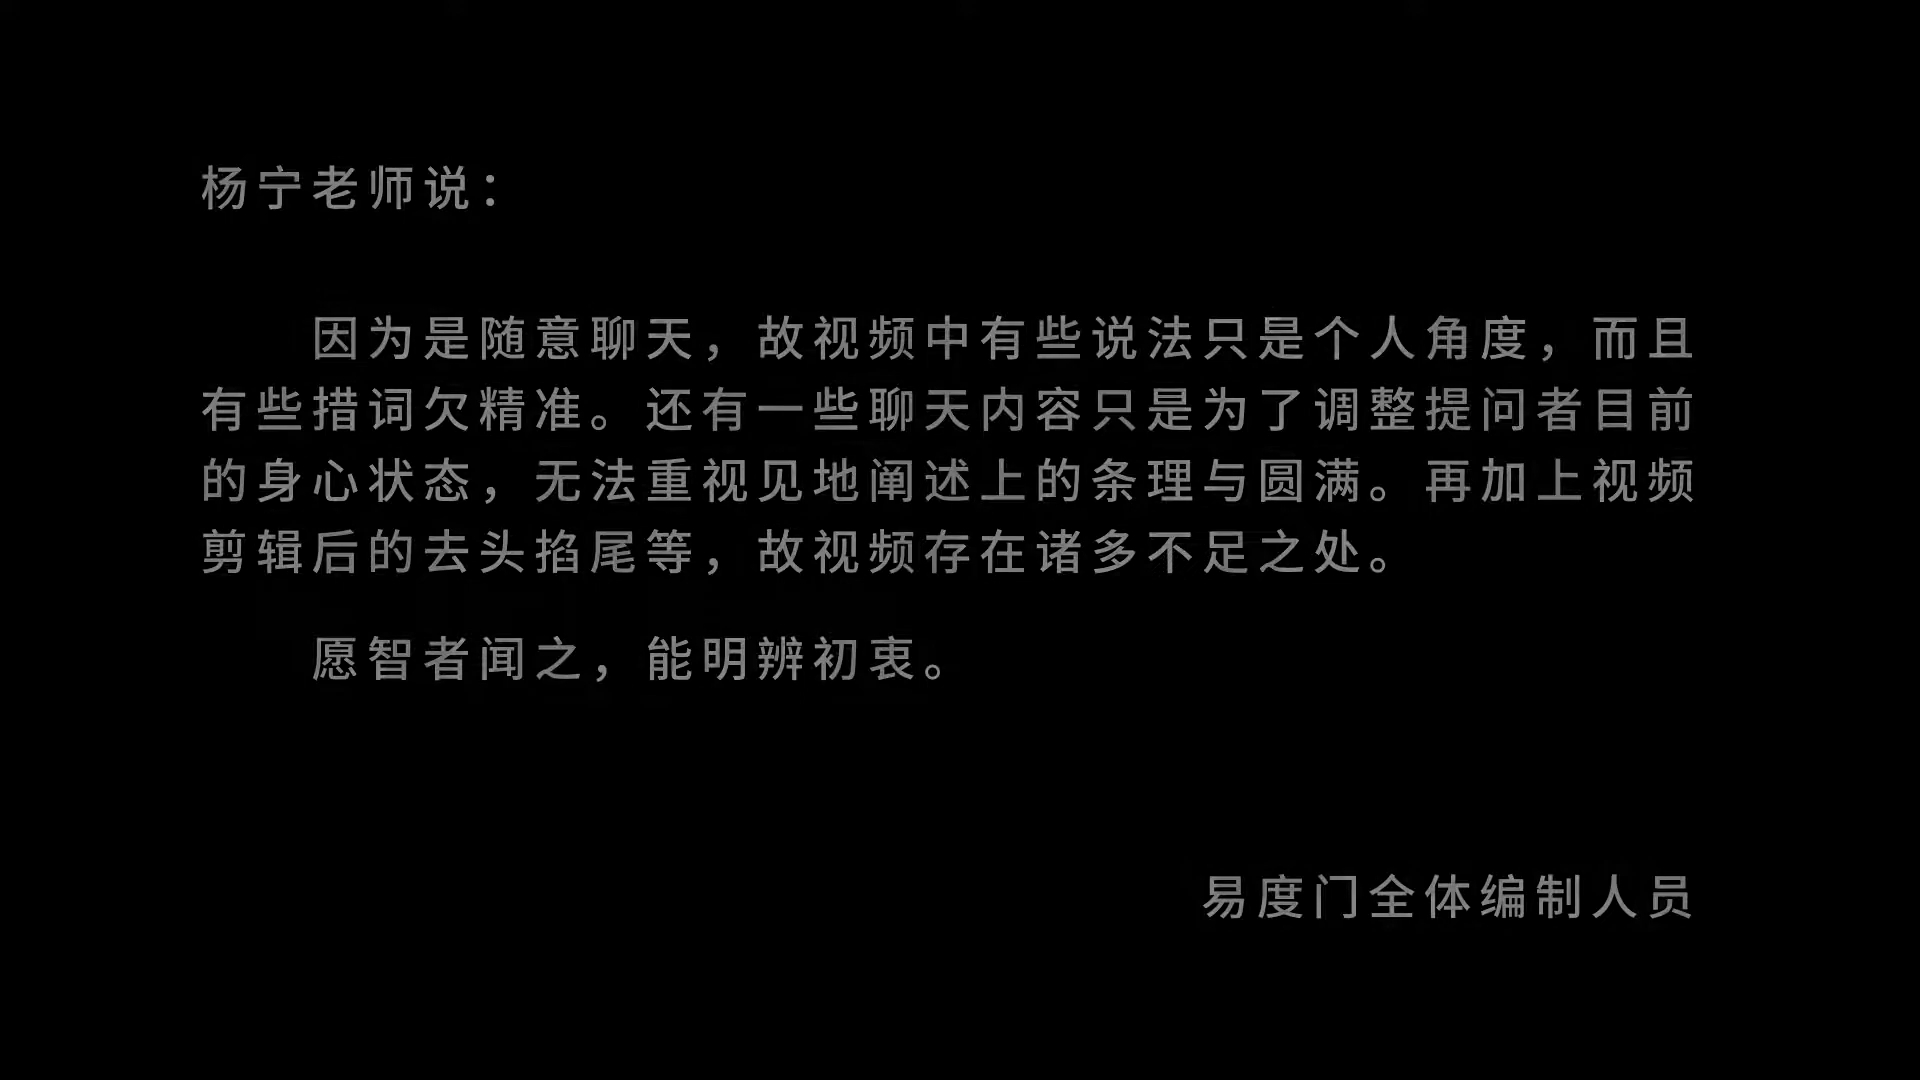 杨宁老师说：
因为是随意聊天，故视频中有些说法只是个人角度，而且
有些措词欠精准。还有一些聊天内容只是为了调整提问者目前
的身心状态，无法重视见地阐述上的条理与圆满。再加上视频
剪辑后的去头掐尾等，故视频存在诸多不足之处。
愿智者闻之，能明辨初衷。
易度门全体编制人员